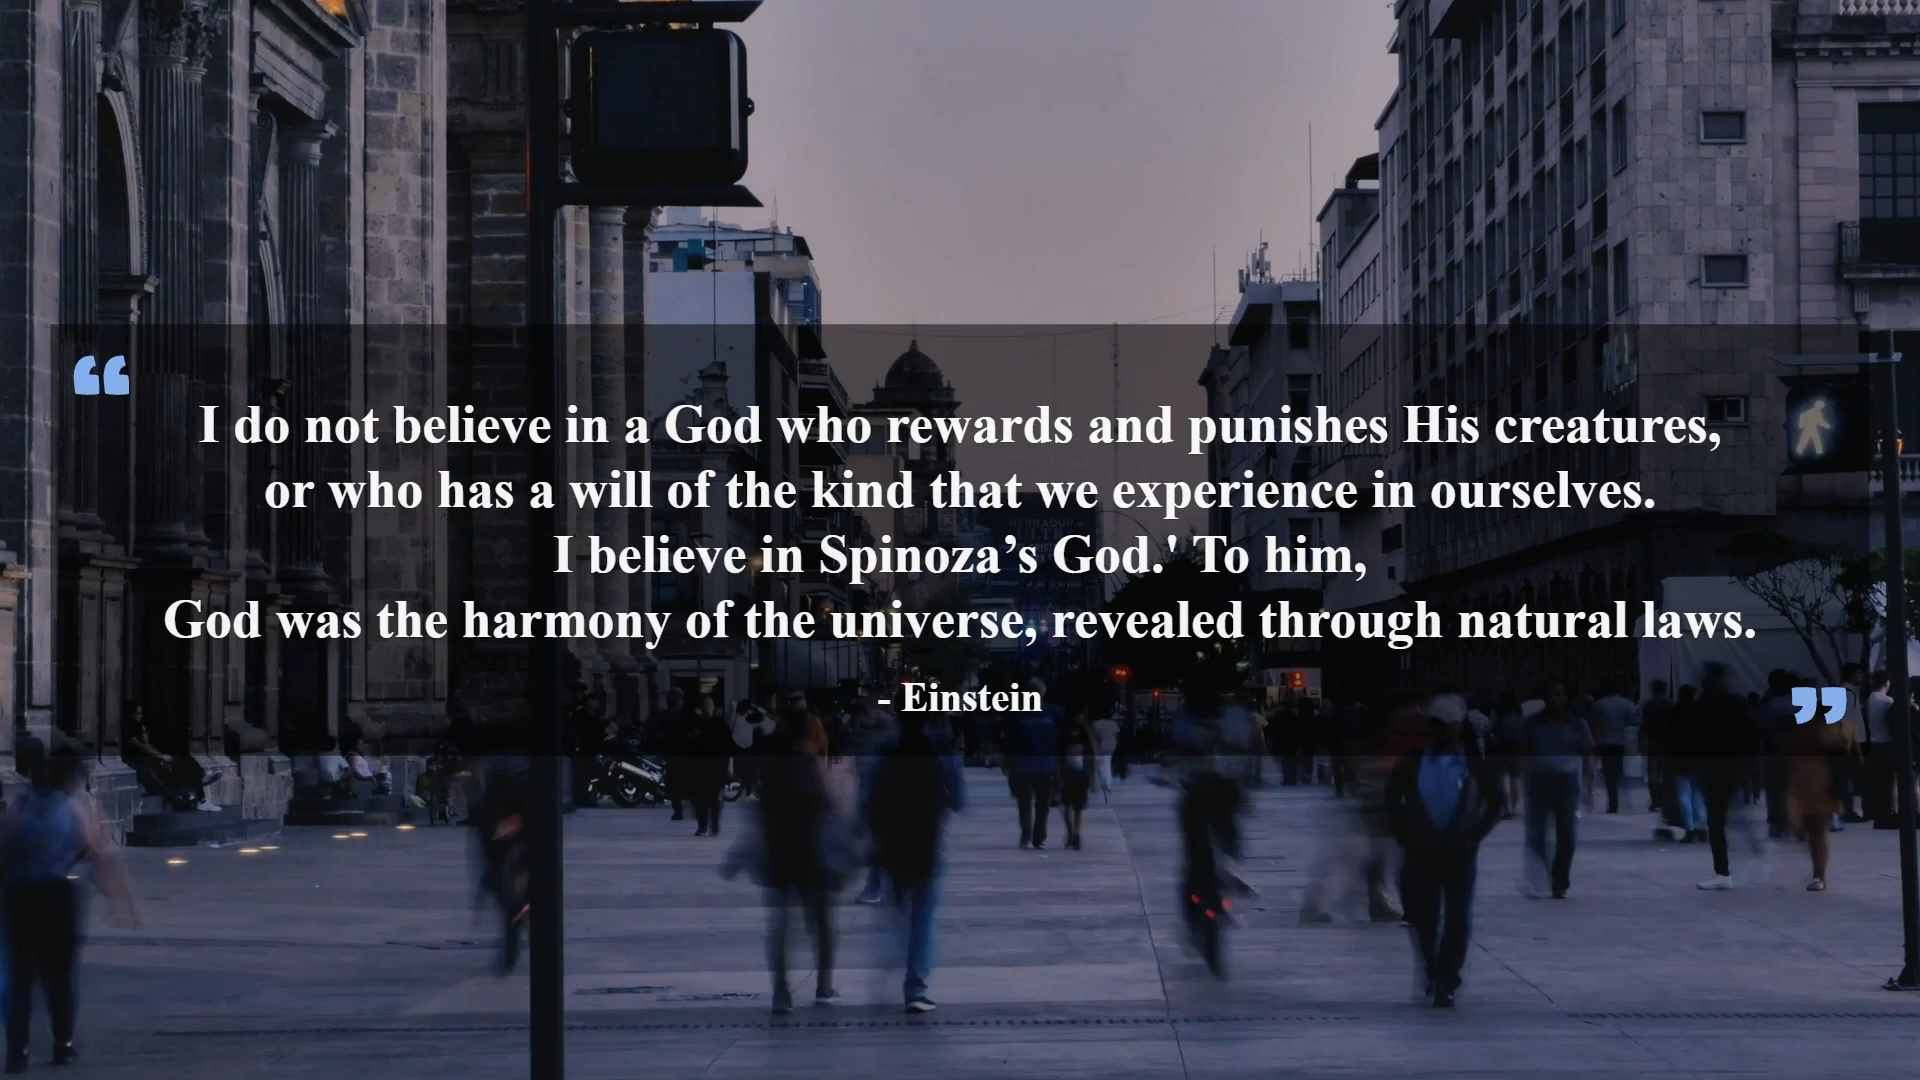 “
I do not believe in a God who rewards and punishes His creatures,
or who has a will of the kind that we experience in ourselves.
I believe in Spinoza’s God.' To him,
God was the harmony of the universe, revealed through natural laws.
- Einstein
”